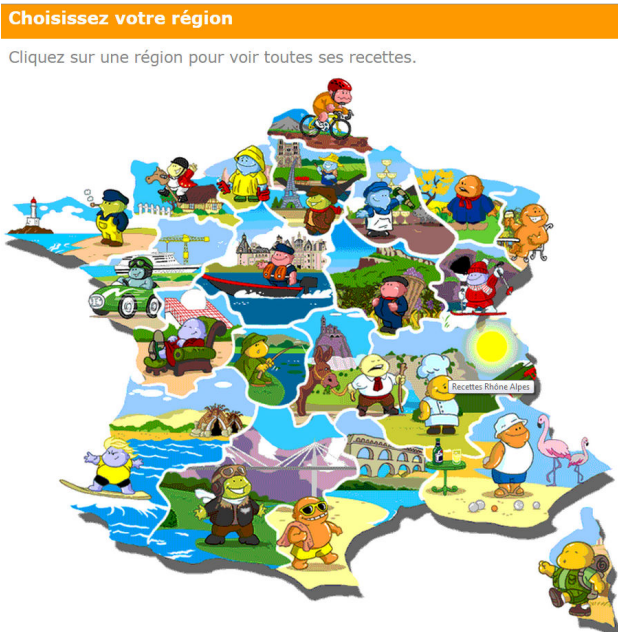 Choisissez votre région
Cliquez sur une région pour voir toutes ses recettes.
Recettes Rhône Alpes